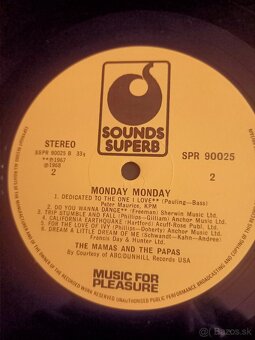 SOUNDS
SUPERB
STEREO
SSPR 90025 B 33⅓
℗1967
℗1968
2
SPR 90025
2
MONDAY MONDAY
1. DEDICATED TO THE ONE I LOVE** (Pauling—Bass)
Peter Maurice, KPM
2. DO YOU WANNA DANCE** (Freeman) Sherwin Music Ltd.
3. TRIP STUMBLE AND FALL (Phillips—Gilliam) Anchor Music Ltd.
4. CALIFORNIA EARTHQUAKE (Hartford) Acuff-Rose Publ. Ltd.
5. FOR THE LOVE OF IVY (Phillips—Doherty) Anchor Music Ltd.
6. DREAM A LITTLE DREAM OF ME (Schwandt—Kahn—Andree)
Francis Day & Hunter Ltd.
THE MAMAS AND THE PAPAS
By Courtesy of ABC/DUNHILL Records USA
MUSIC FOR
PLEASURE
bazos.sk